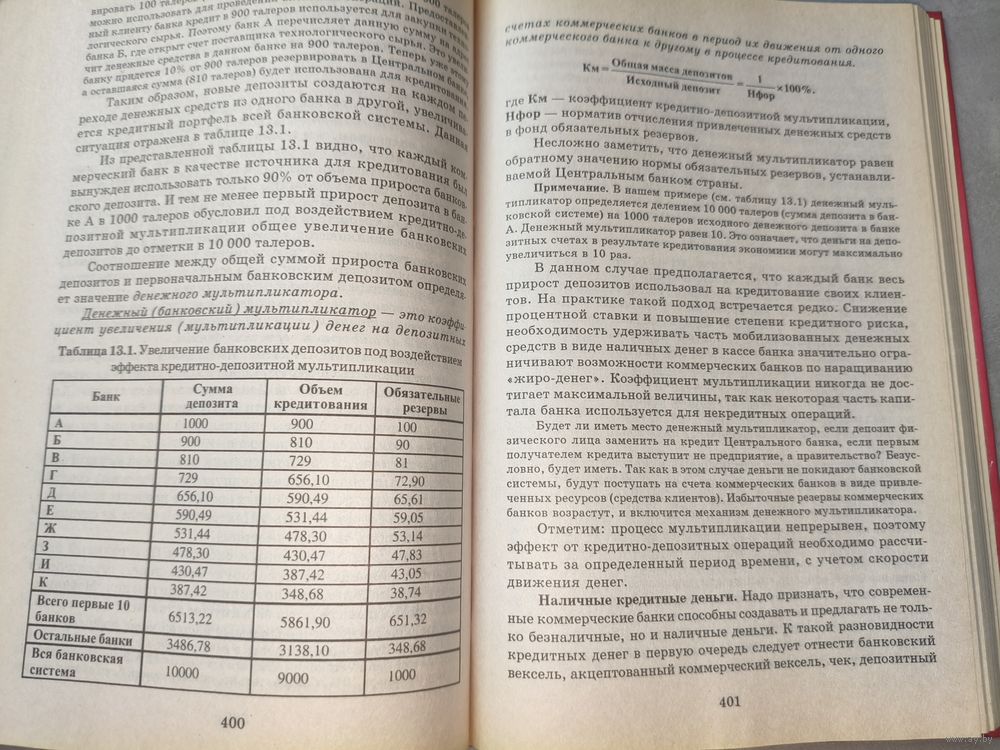 вировать 100 талеров
можно использовать для проведения операций. Предоставлен-
ный клиенту банка кредит в 900 талеров используется для закупки техно-
логического сырья. Поэтому банк А перечисляет данную сумму на
банка Б, где открыт счет поставщика технологического сырья. Это увели-
чит денежные средства в данном банке на 900 талеров. Теперь уже этому
банку придется 10% от 900 талеров резервировать в Центральном банке,
а оставшаяся сумма (810 талеров) будет использована для кредитования.
Таким образом, новые депозиты создаются на каждом пе-
реходе денежных средств из одного банка в другой, увеличива-
ется кредитный портфель всей банковской системы. Данная
ситуация отражена в таблице 13.1.
Из представленной таблицы 13.1 видно, что каждый ком-
мерческий банк в качестве источника для кредитования был
вынужден использовать только 90% от объема прироста банков-
ского депозита. И тем не менее первый прирост депозита в бан-
ке А в 1000 талеров обусловил под воздействием кредитно-де-
позитной мультипликации общее увеличение банковских
депозитов до отметки в 10 000 талеров.
Соотношение между общей суммой прироста банковских
депозитов и первоначальным банковским депозитом определя-
ет значение денежного мультипликатора.
Денежный (банковский) мультипликатор — это коэффи-
циент увеличения (мультипликации) денег на депозитных
Таблица 13.1. Увеличение банковских депозитов под воздействием
эффекта кредитно-депозитной мультипликации
Банк Сумма депозита Объем кредитования Обязательные резервы
А 1000 900 100
Б 900 810 90
В 810 729 81
Г 729 656,10 72,90
Д 656,10 590,49 65,61
Е 590,49 531,44 59,05
Ж 531,44 478,30 53,14
З 478,30 430,47 47,83
И 430,47 387,42 43,05
К 387,42 348,68 38,74
Всего первые 10 банков 6513,22 5861,90 651,32
Остальные банки 3486,78 3138,10 348,68
Вся банковская система 10000 9000 1000
400
счетах коммерческих банков в период их движения от одного
коммерческого банка к другому в процессе кредитования.
Км = Общая масса депозитов / Исходный депозит = 1 / Нфор ×100%.
где Км — коэффициент кредитно-депозитной мультипликации,
Нфор — норматив отчисления привлеченных денежных средств
в фонд обязательных резервов.
Несложно заметить, что денежный мультипликатор равен
обратному значению нормы обязательных резервов, устанавли-
ваемой Центральным банком страны.
Примечание. В нашем примере (см. таблицу 13.1) денежный муль-
типликатор определяется делением 10 000 талеров (сумма депозита в бан-
ковской системе) на 1000 талеров исходного денежного депозита в банке
А. Денежный мультипликатор равен 10. Это означает, что деньги на депо-
зитных счетах в результате кредитования экономики могут максимально
увеличиться в 10 раз.
В данном случае предполагается, что каждый банк весь
прирост депозитов использовал на кредитование своих клиен-
тов. На практике такой подход встречается редко. Снижение
процентной ставки и повышение степени кредитного риска,
необходимость удерживать часть мобилизованных денежных
средств в виде наличных денег в кассе банка значительно огра-
ничивают возможности коммерческих банков по наращиванию
«жиро-денег». Коэффициент мультипликации никогда не дос-
тигает максимальной величины, так как некоторая часть капи-
тала банка используется для некредитных операций.
Будет ли иметь место денежный мультипликатор, если депозит фи-
зического лица заменить на кредит Центрального банка, если первым
получателем кредита выступит не предприятие, а правительство? Безус-
ловно, будет иметь. Так как в этом случае деньги не покидают банковской
системы, будут поступать на счета коммерческих банков в виде привле-
ченных ресурсов (средства клиентов). Избыточные резервы коммерческих
банков возрастут, и включится механизм денежного мультипликатора.
Отметим: процесс мультипликации непрерывен, поэтому
эффект от кредитно-депозитных операций необходимо рассчи-
тывать за определенный период времени, с учетом скорости
движения денег.
Наличные кредитные деньги. Надо признать, что современ-
ные коммерческие банки способны создавать и предлагать не толь-
ко безналичные, но и наличные деньги. К такой разновидности
кредитных денег в первую очередь следует отнести банковский
вексель, акцептованный коммерческий вексель, чек, депозитный
401
www.ay.by